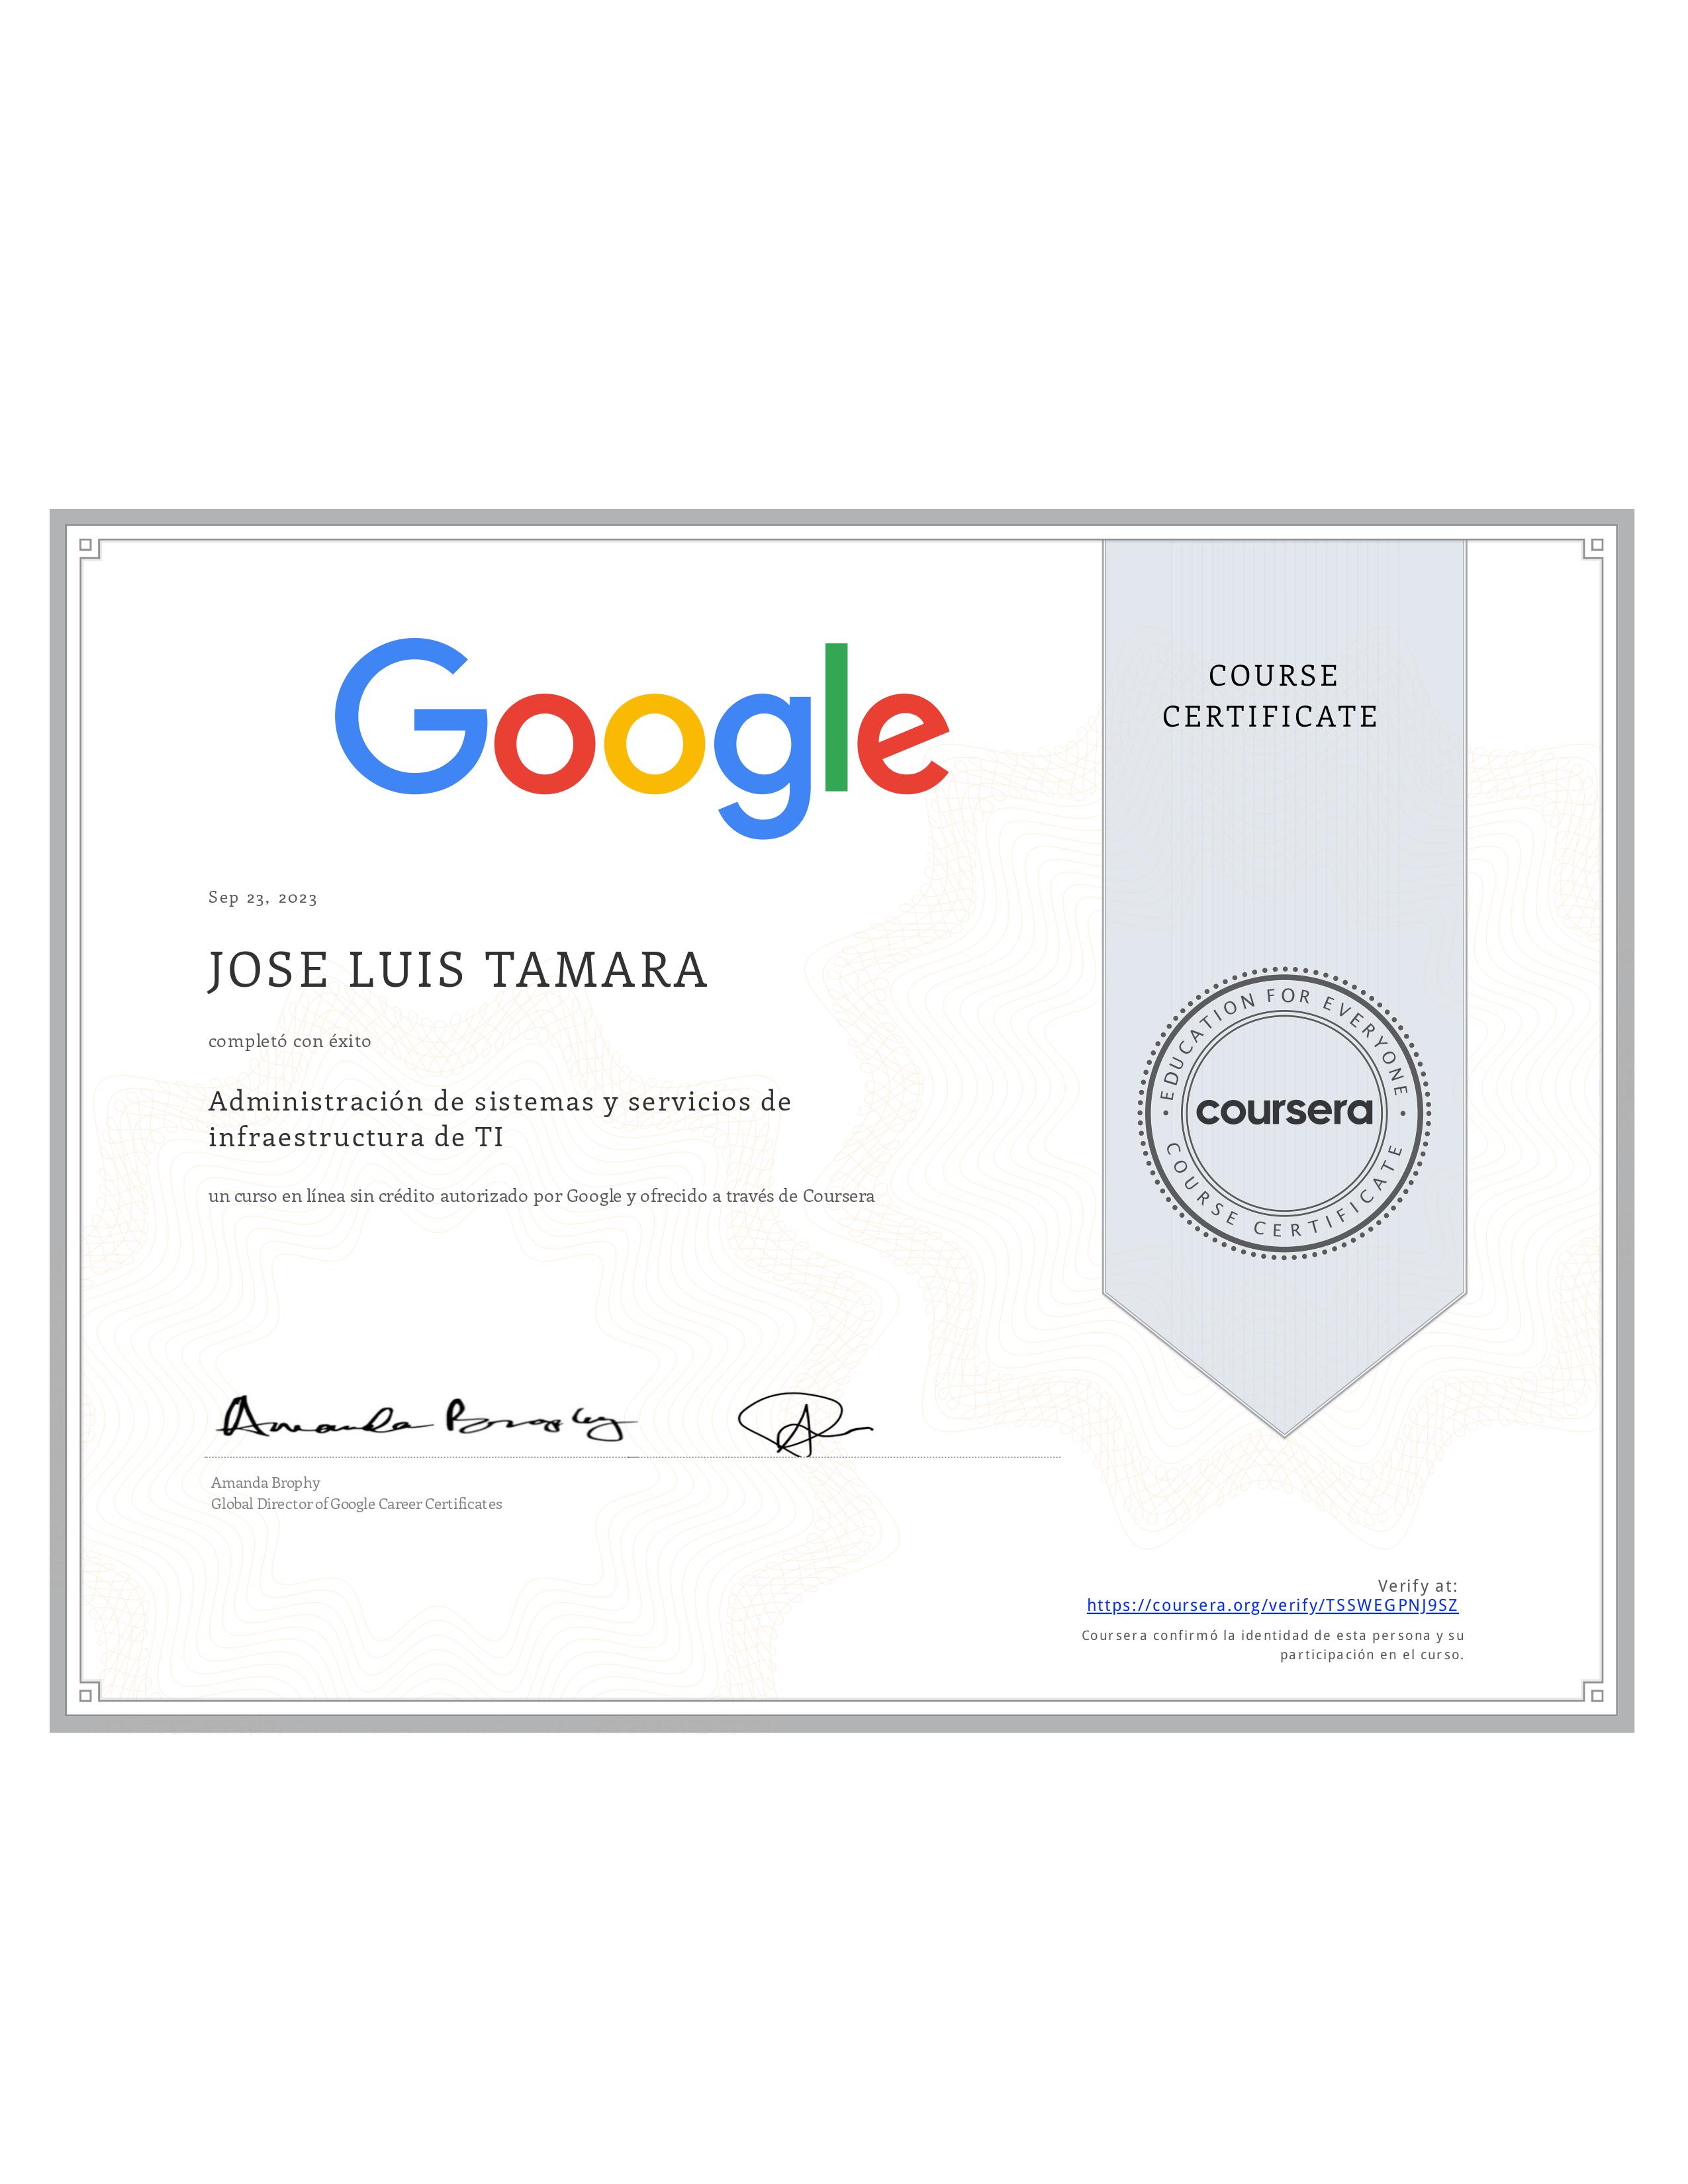 Google
COURSE
CERTIFICATE
Sep 23, 2023
JOSE LUIS TAMARA
completó con éxito
Administración de sistemas y servicios de
infraestructura de TI
un curso en línea sin crédito autorizado por Google y ofrecido a través de Coursera
EDUCATION FOR EVERYONE
coursera
COURSE CERTIFICATE
Amanda Brophy
Amanda Brophy
Global Director of Google Career Certificates
Verify at:
https://coursera.org/verify/TSSWEGPNJ9SZ
Coursera confirmó la identidad de esta persona y su
participación en el curso.